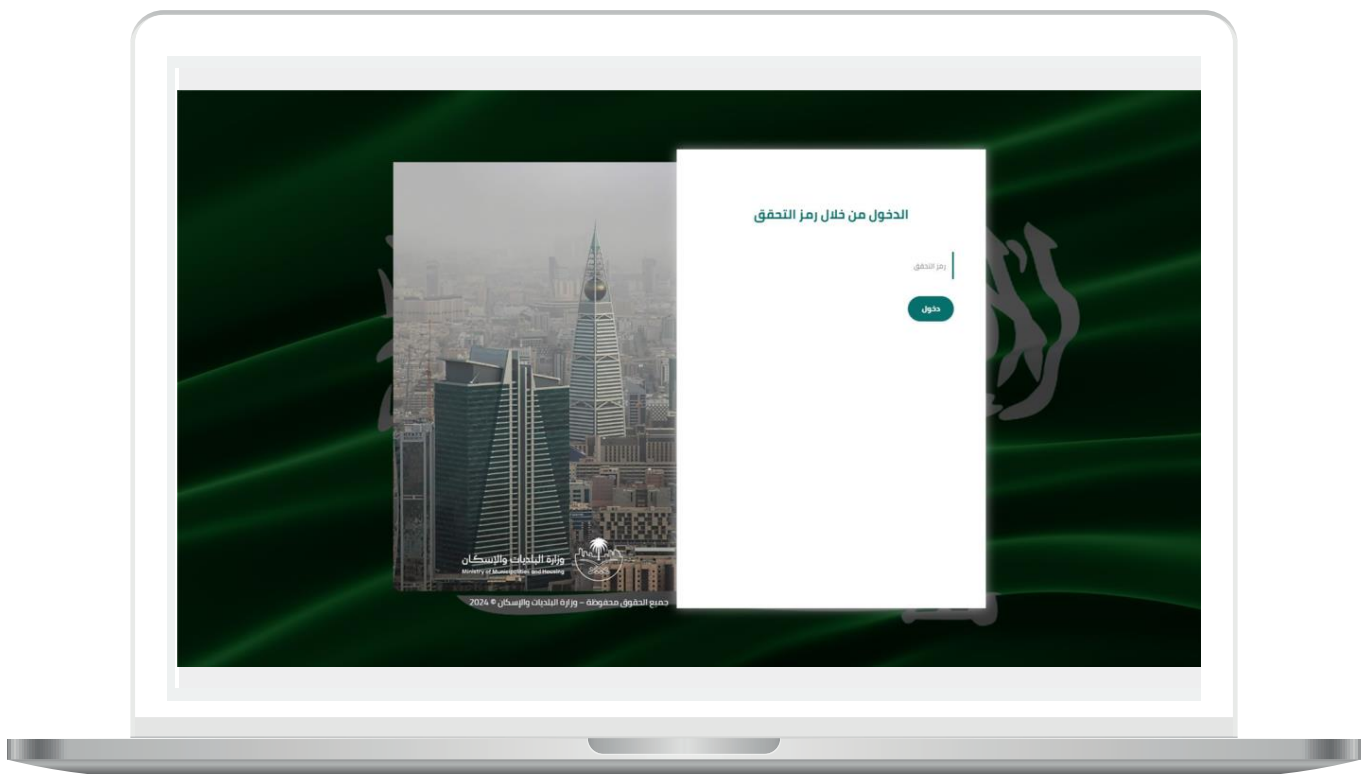 الدخول من خلال رمز التحقق
رمز التحقق
دخول
وزارة البلديات والإسكان
Ministry of Municipalities and Housing
جميع الحقوق محفوظة – وزارة البلديات والإسكان © 2024